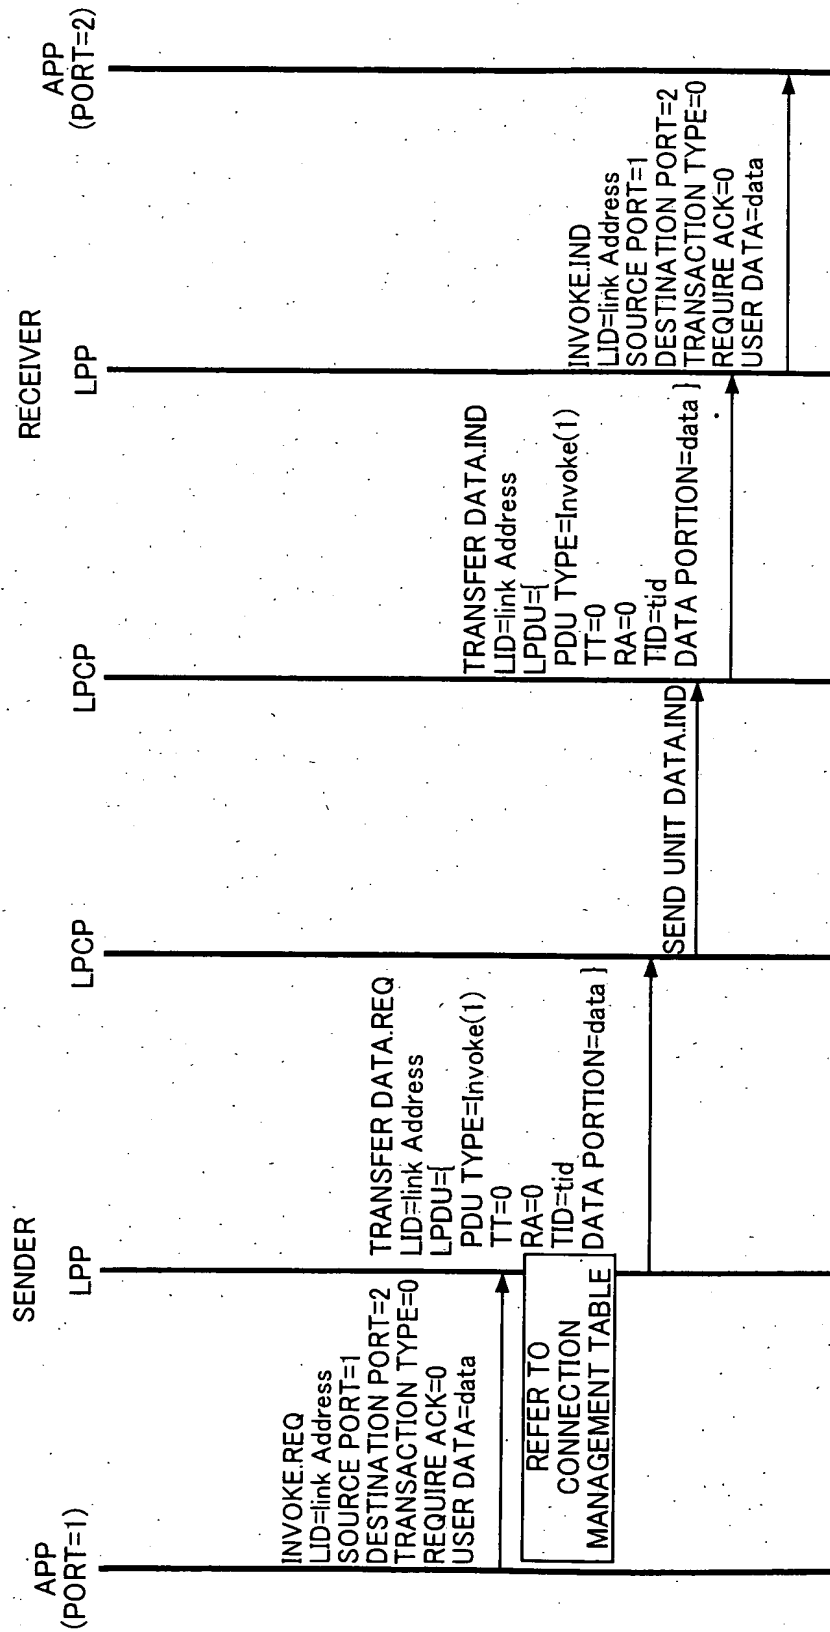 SENDER
RECEIVER
APP
(PORT=1)
LPP
LPCP
LPCP
LPP
APP
(PORT=2)
INVOKE.REQ
LID=link Address
SOURCE PORT=1
DESTINATION PORT=2
TRANSACTION TYPE=0
REQUIRE ACK=0
USER DATA=data
REFER TO
CONNECTION
MANAGEMENT TABLE
TRANSFER DATA.REQ
LID=link Address
LPDU={
PDU TYPE=Invoke(1)
TT=0
RA=0
TID=tid
DATA PORTION=data }
SEND UNIT DATA.IND
TRANSFER DATA.IND
LID=link Address
LPDU={
PDU TYPE=Invoke(1)
TT=0
RA=0
TID=tid
DATA PORTION=data }
INVOKE.IND
LID=link Address
SOURCE PORT=1
DESTINATION PORT=2
TRANSACTION TYPE=0
REQUIRE ACK=0
USER DATA=data